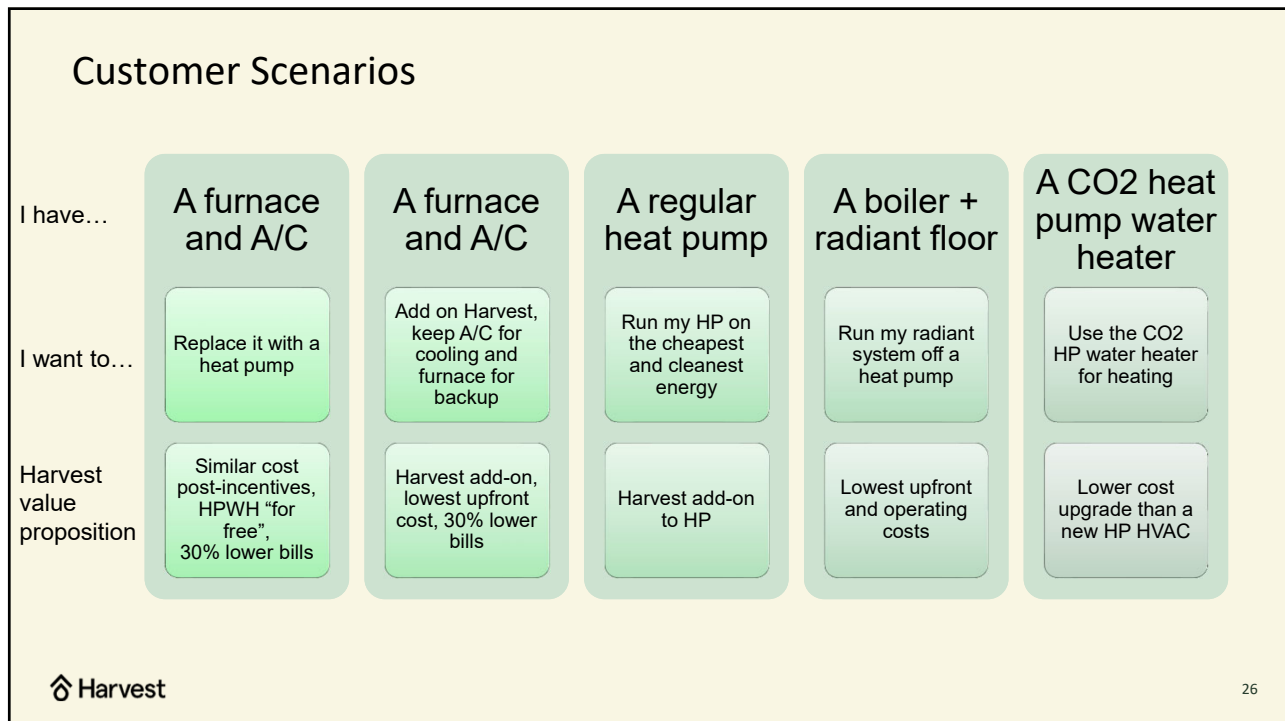 Customer Scenarios
I have…
A furnace
and A/C
A furnace
and A/C
A regular
heat pump
A boiler +
radiant floor
A CO2 heat
pump water
heater
I want to…
Replace it with a
heat pump
Add on Harvest,
keep A/C for
cooling and
furnace for
backup
Run my HP on
the cheapest
and cleanest
energy
Run my radiant
system off a
heat pump
Use the CO2
HP water heater
for heating
Harvest
value
proposition
Similar cost
post-incentives,
HPWH “for
free”,
30% lower bills
Harvest add-on,
lowest upfront
cost, 30% lower
bills
Harvest add-on
to HP
Lowest upfront
and operating
costs
Lower cost
upgrade than a
new HP HVAC
Harvest
26